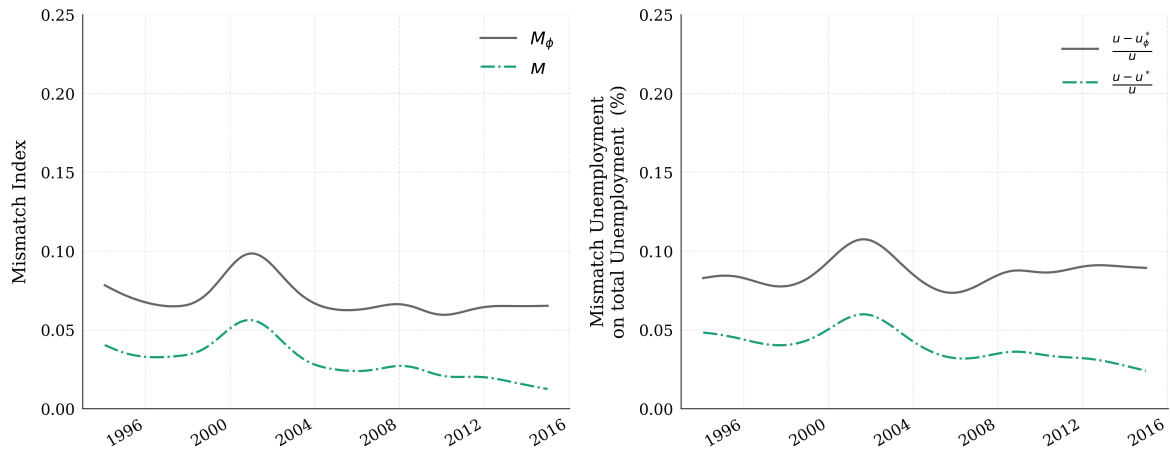 0.25
0.20
0.15
0.10
0.05
0.00
Mismatch Index
M_ϕ
M
1996
2000
2004
2008
2012
2016
0.25
0.20
0.15
0.10
0.05
0.00
Mismatch Unemployment
on total Unemployment (%)
u − u*_ϕ
u
u − u*
u
1996
2000
2004
2008
2012
2016